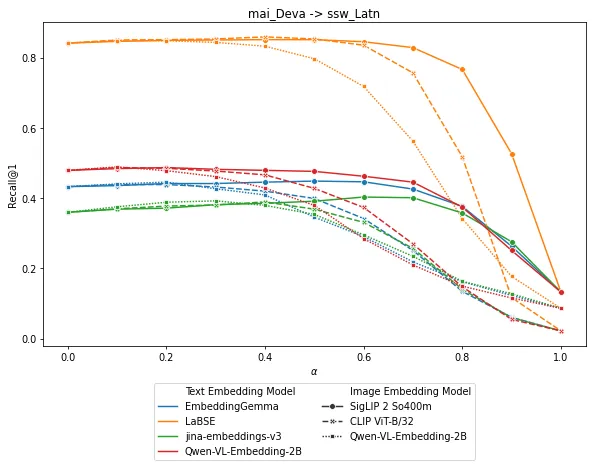 mai_Deva -> ssw_Latn
Recall@1
0.8
0.6
0.4
0.2
0.0
0.0 0.2 0.4 0.6 0.8 1.0
α
Text Embedding Model Image Embedding Model
EmbeddingGemma SigLIP 2 So400m
LaBSE CLIP ViT-B/32
jina-embeddings-v3 Qwen-VL-Embedding-2B
Qwen-VL-Embedding-2B